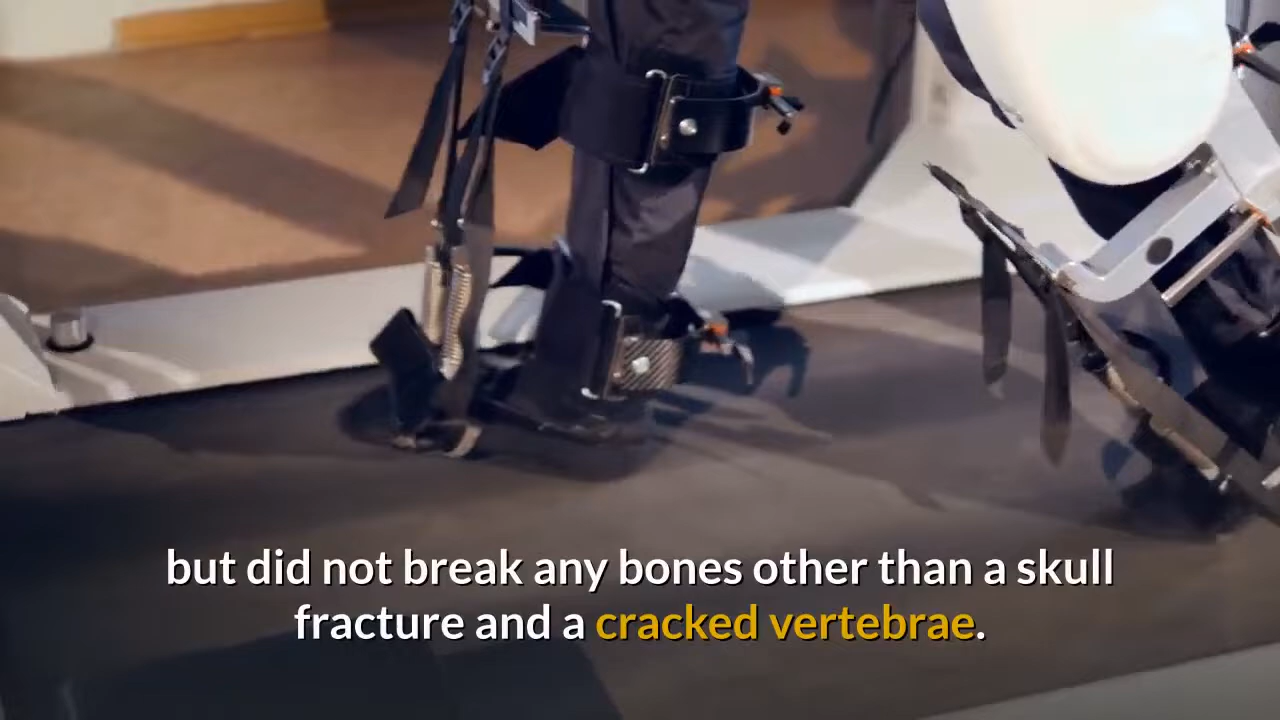 but did not break any bones other than a skull
fracture and a cracked vertebrae.